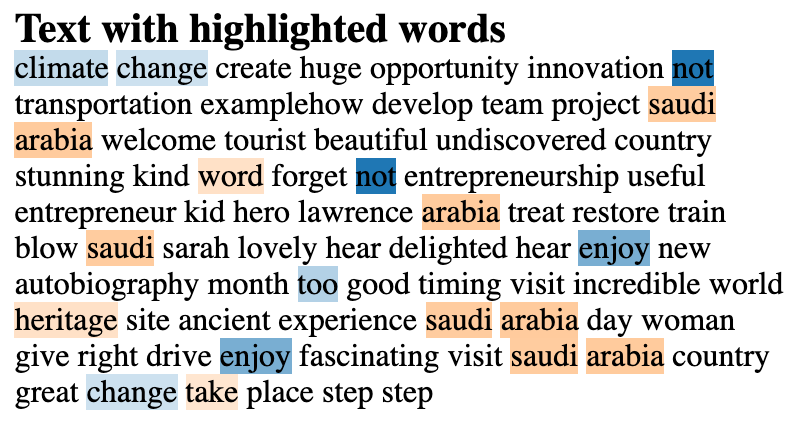 Text with highlighted words
climate change create huge opportunity innovation not
transportation examplehow develop team project saudi
arabia welcome tourist beautiful undiscovered country
stunning kind word forget not entrepreneurship useful
entrepreneur kid hero lawrence arabia treat restore train
blow saudi sarah lovely hear delighted hear enjoy new
autobiography month too good timing visit incredible world
heritage site ancient experience saudi arabia day woman
give right drive enjoy fascinating visit saudi arabia country
great change take place step step